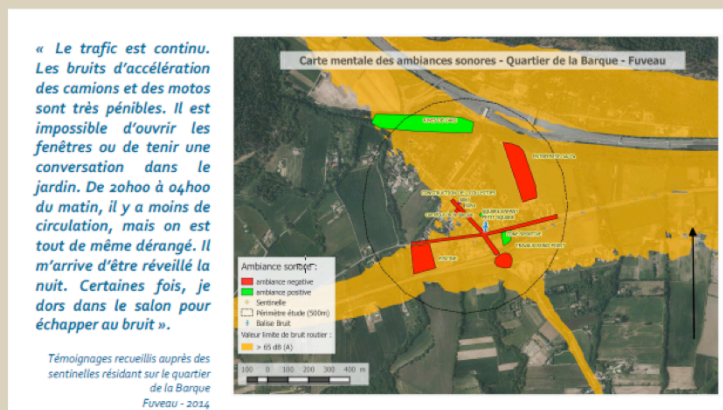 « Le trafic est continu.
Les bruits d’accélération
des camions et des motos
sont très pénibles. Il est
impossible d’ouvrir les
fenêtres ou de tenir une
conversation dans le
jardin. De 20h00 à 04h00
du matin, il y a moins de
circulation, mais on est
tout de même dérangé. Il
m’arrive d’être réveillé la
nuit. Certaines fois, je
dors dans le salon pour
échapper au bruit ».
Témoignages recueillis auprès des
sentinelles résidant sur le quartier
de la Barque
Fuveau - 2014
Carte mentale des ambiances sonores - Quartier de la Barque - Fuveau
Ambiance sonore :
ambiance negative
ambiance positive
Sentinelle
Périmètre étude (500m)
Balise Bruit
Valeur limite de bruit routier :
> 65 dB (A)
100 0 100 200 300 400 m